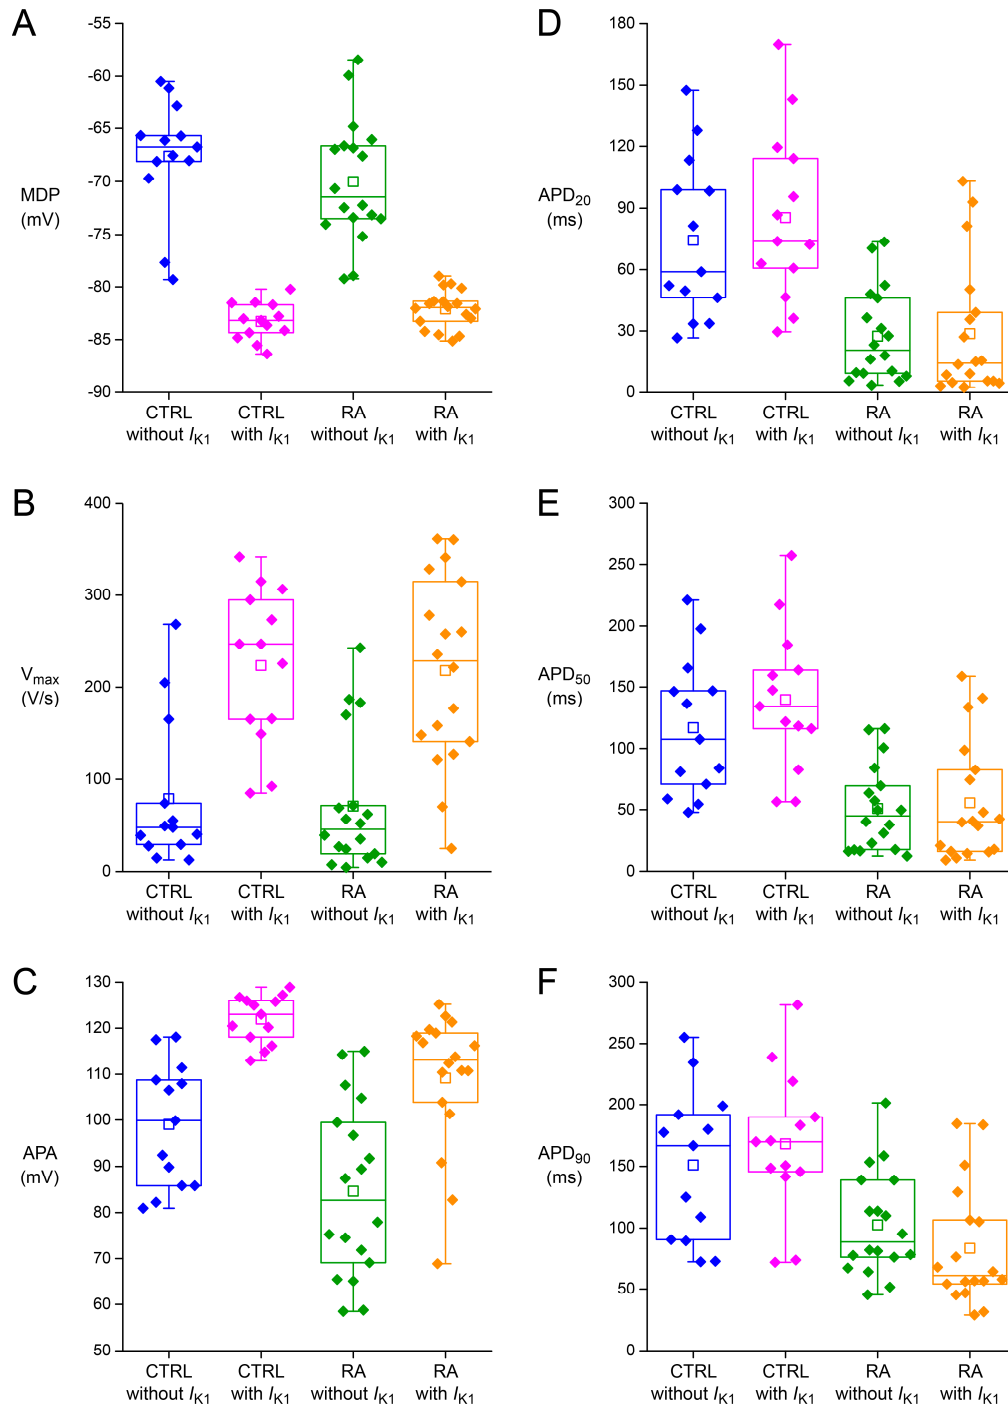 A
-55
-60
-65
-70
-75
-80
-85
-90
MDP
(mV)
CTRL without IK1
CTRL with IK1
RA without IK1
RA with IK1
D
180
150
120
90
60
30
0
APD20
(ms)
CTRL without IK1
CTRL with IK1
RA without IK1
RA with IK1
B
400
300
200
100
0
Vmax
(V/s)
CTRL without IK1
CTRL with IK1
RA without IK1
RA with IK1
E
300
250
200
150
100
50
0
APD50
(ms)
CTRL without IK1
CTRL with IK1
RA without IK1
RA with IK1
C
130
120
110
100
90
80
70
60
50
APA
(mV)
CTRL without IK1
CTRL with IK1
RA without IK1
RA with IK1
F
300
250
200
150
100
50
0
APD90
(ms)
CTRL without IK1
CTRL with IK1
RA without IK1
RA with IK1